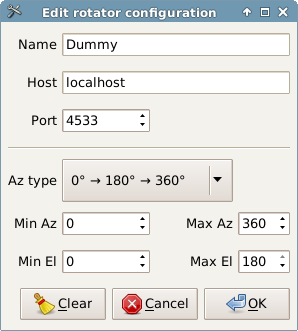 Edit rotator configuration
Name Dummy
Host localhost
Port 4533
Az type 0° → 180° → 360°
Min Az 0 Max Az 360
Min El 0 Max El 180
Clear Cancel OK